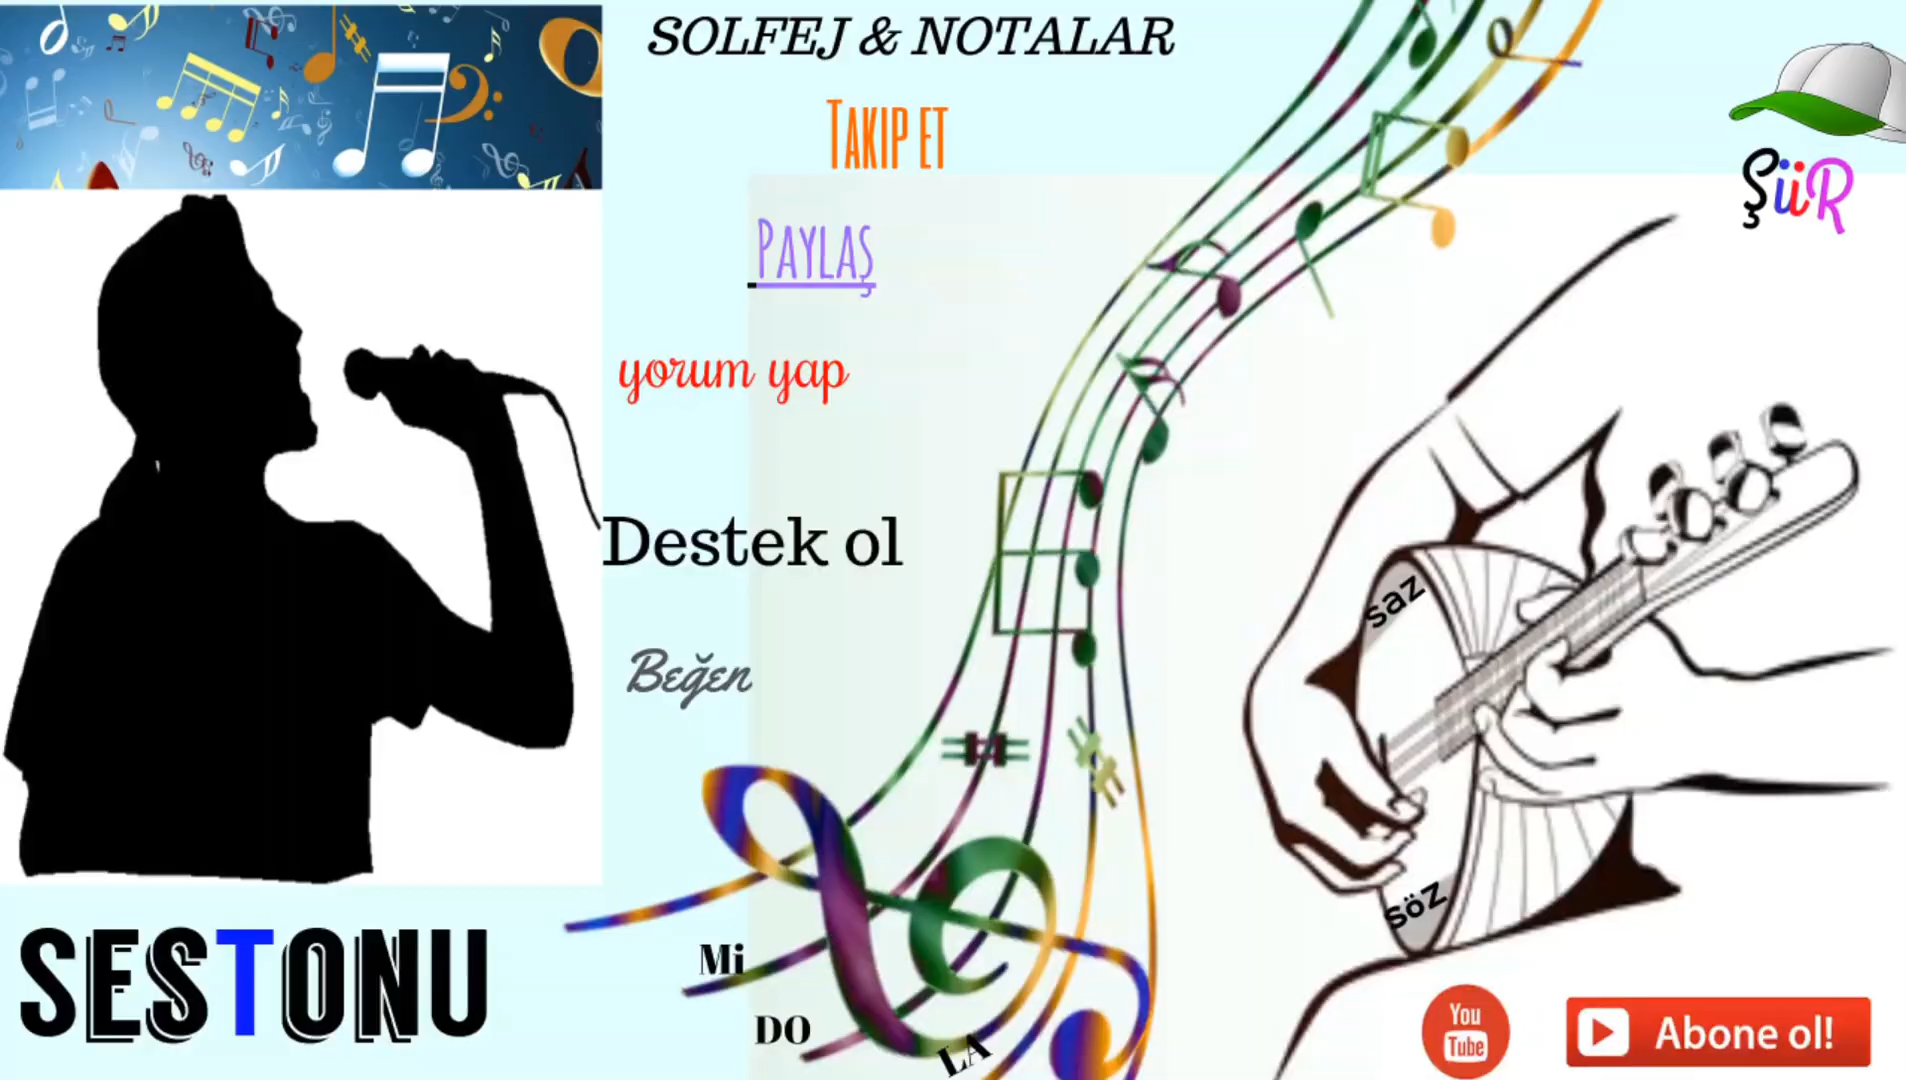 SOLFEJ & NOTALAR
TAKIP ET
PAYLAŞ
yorum yap
Destek ol
Beğen
ŞiiR
saz
söz
SESTONU
Mi
DO
LA
You
Tube
Abone ol!